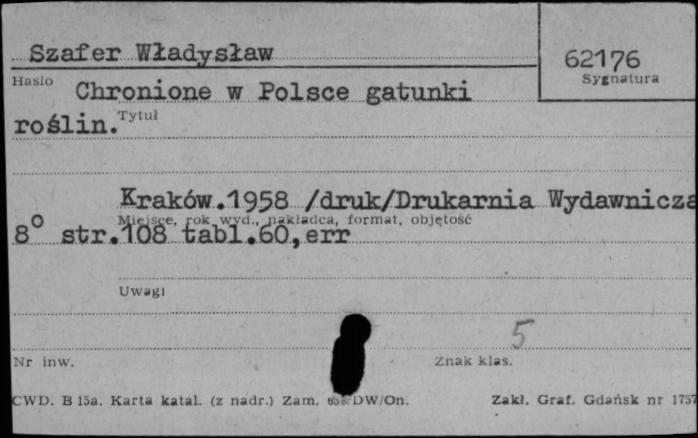 Szafer Władysław
62176
Hasło
Sygnatura
Chronione w Polsce gatunki
roślin.
Tytuł
Kraków.1958 /druk/Drukarnia Wydawnicza
Miejsce, rok wyd., nakładca, format, objętość
8° str.108 tabl.60,err
Uwagi
5
Nr inw.
Znak klas.
CWD. B 15a. Karta katal. (z nadr.) Zam. DW/On.
Zakł. Graf. Gdańsk nr 1757